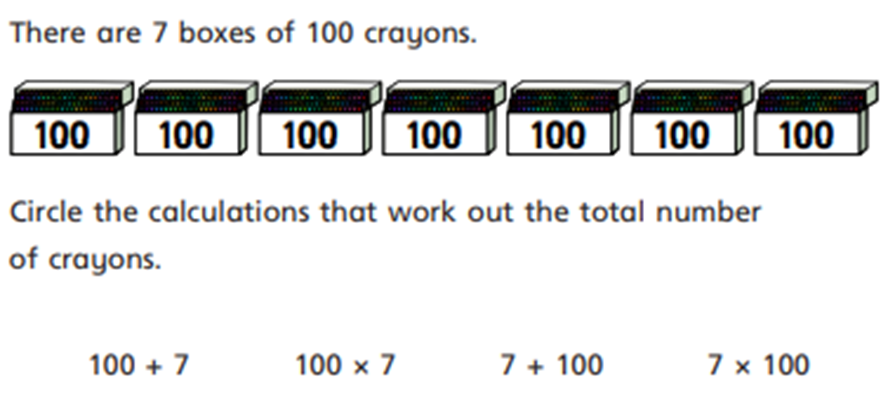 There are 7 boxes of 100 crayons.
100 100 100 100 100 100 100
Circle the calculations that work out the total number
of crayons.
100 + 7 100 × 7 7 + 100 7 × 100